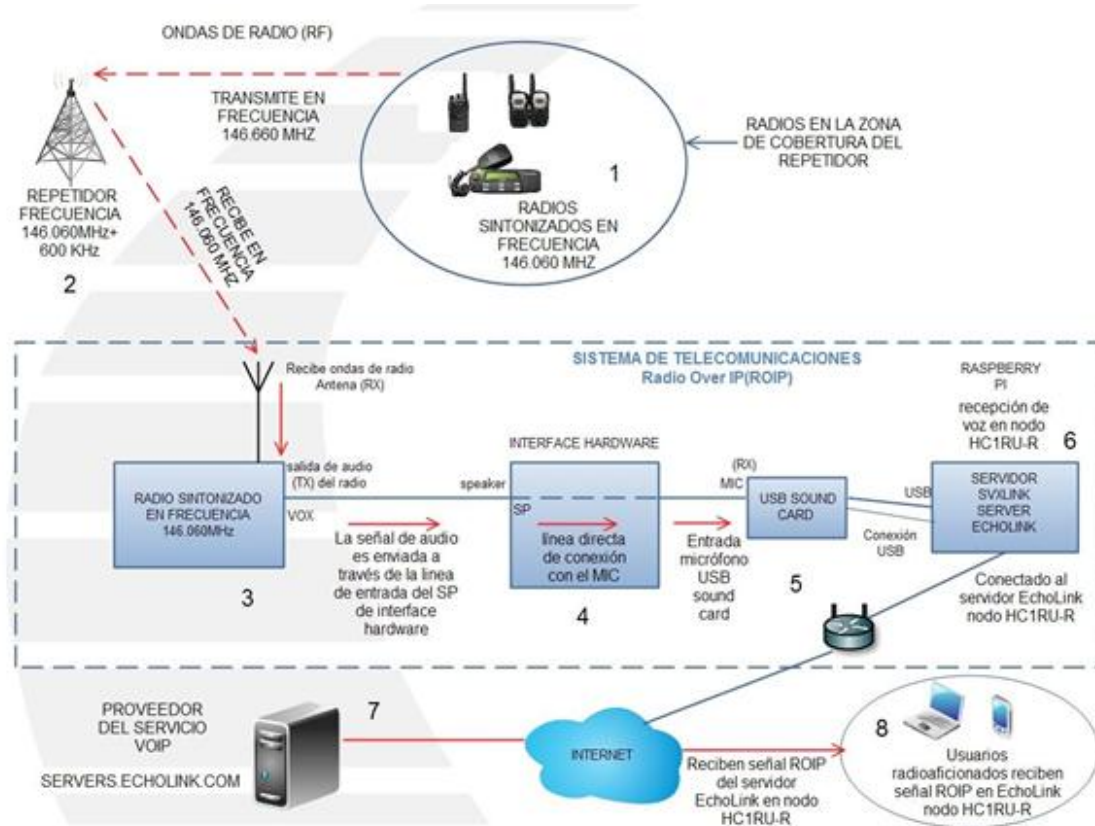 ONDAS DE RADIO (RF)
TRANSMITE EN
FRECUENCIA
146.660 MHZ
1
RADIOS
SINTONIZADOS EN
FRECUENCIA
146.060 MHZ
RADIOS EN LA ZONA
DE COBERTURA DEL
REPETIDOR
REPETIDOR
FRECUENCIA
146.060MHz+
600 KHz
2
RECIBE EN
FRECUENCIA
146.060 MHZ
SISTEMA DE TELECOMUNICACIONES
Radio Over IP(ROIP)
Recibe ondas de radio
Antena (RX)
RADIO SINTONIZADO
EN FRECUENCIA
146.060MHz
3
salida de audio
(TX) del radio
VOX
La señal de audio
es enviada a
través de la linea
de entrada del SP
de interface
hardware
INTERFACE HARDWARE
speaker
SP
línea directa
de conexión
con el MIC
4
(RX)
MIC
Entrada
micrófono
USB
sound
card
USB SOUND
CARD
5
USB
Conexión
USB
RASPBERRY
PI
recepción de
voz en nodo
HC1RU-R
6
SERVIDOR
SVXLINK
SERVER
ECHOLINK
Conectado al
servidor EchoLink
nodo HC1RU-R
PROVEEDOR
DEL SERVICIO
VOIP
SERVERS.ECHOLINK.COM
7
INTERNET
Reciben señal ROIP
del servidor
EchoLink en nodo
HC1RU-R
8
Usuarios
radioaficionados reciben
señal ROIP en EchoLink
nodo HC1RU-R